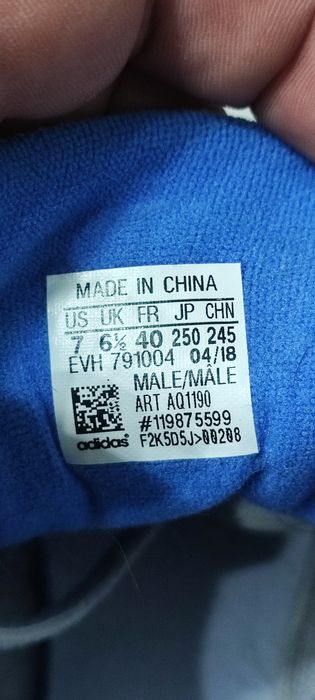 MADE IN CHINA
US UK FR JP CHN
7 6½ 40 250 245
EVH 791004 04/18
MALE/MÂLE
ART AQ1190
#119875599
adidas F2K5D5J>00208